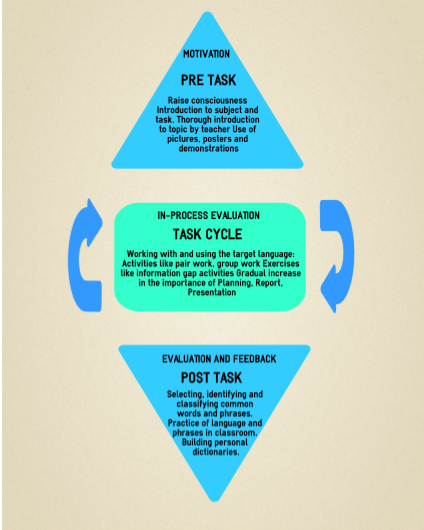 MOTIVATION
PRE TASK
Raise consciousness
Introduction to subject and
task. Thorough introduction
to topic by teacher Use of
pictures, posters and
demonstrations
IN-PROCESS EVALUATION
TASK CYCLE
Working with and using the target language:
Activities like pair work, group work Exercises
like information gap activities Gradual increase
in the importance of Planning, Report,
Presentation
EVALUATION AND FEEDBACK
POST TASK
Selecting, identifying and
classifying common
words and phrases.
Practice of language and
phrases in classroom.
Building personal
dictionaries.